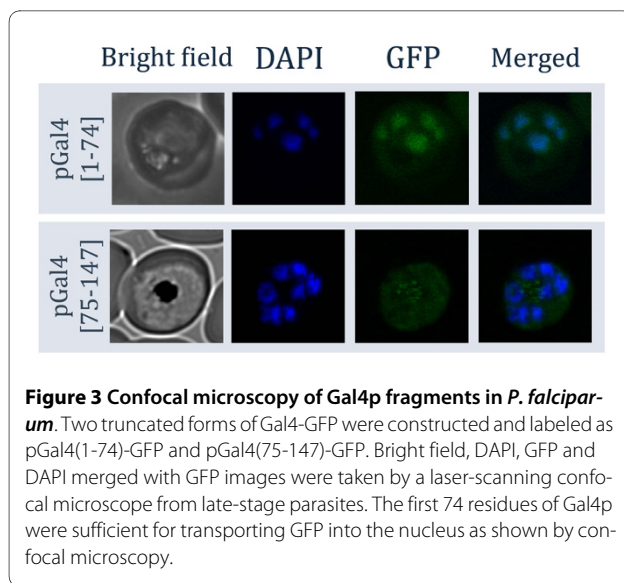 Bright field DAPI GFP Merged
pGal4
[1-74]
pGal4
[75-147]
Figure 3 Confocal microscopy of Gal4p fragments in P. falcipar-
um. Two truncated forms of Gal4-GFP were constructed and labeled as
pGal4(1-74)-GFP and pGal4(75-147)-GFP. Bright field, DAPI, GFP and
DAPI merged with GFP images were taken by a laser-scanning confo-
cal microscope from late-stage parasites. The first 74 residues of Gal4p
were sufficient for transporting GFP into the nucleus as shown by con-
focal microscopy.